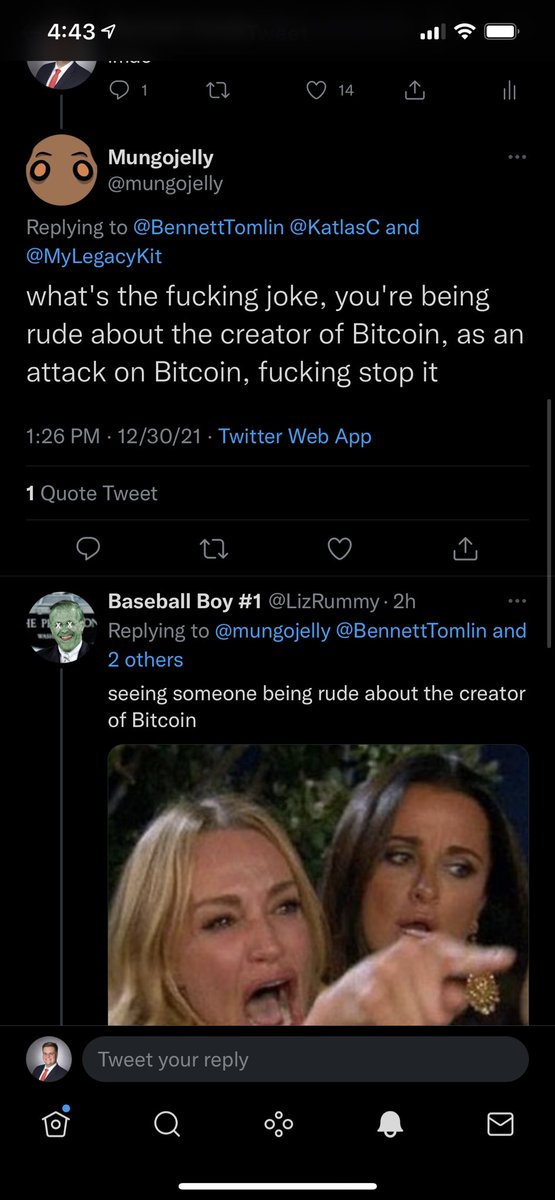 4:43
1
14
Mungojelly
@mungojelly
Replying to @BennettTomlin @KatlasC and
@MyLegacyKit
what's the fucking joke, you're being
rude about the creator of Bitcoin, as an
attack on Bitcoin, fucking stop it
1:26 PM · 12/30/21 · Twitter Web App
1 Quote Tweet
Baseball Boy #1 @LizRummy · 2h
Replying to @mungojelly @BennettTomlin and
2 others
seeing someone being rude about the creator
of Bitcoin
Tweet your reply